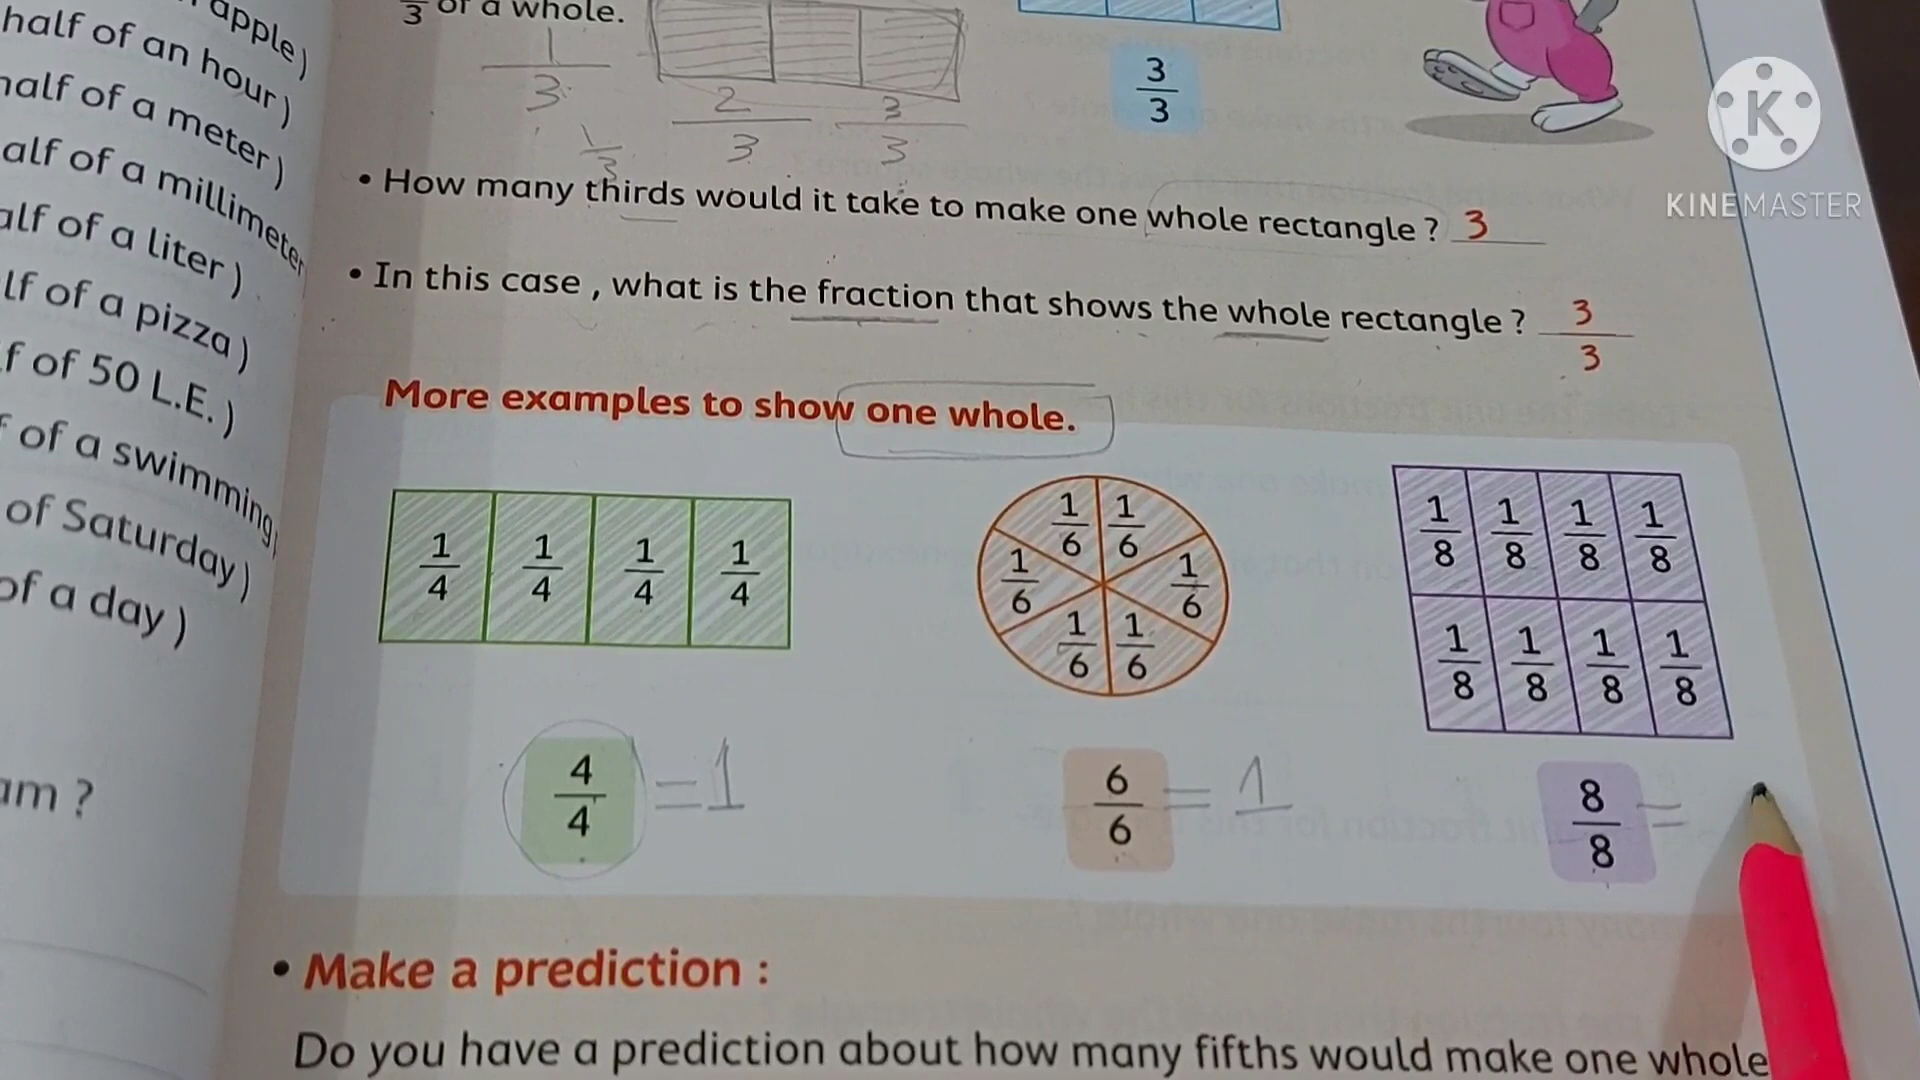 apple)
half of an hour)
half of a meter)
alf of a millimeter
alf of a liter)
lf of a pizza)
f of 50 L.E.)
f of a swimming
of Saturday)
of a day)
am ?
3 of a whole.
1/3
2/3
3/3
1/3
3/3
• How many thirds would it take to make one whole rectangle ? 3
• In this case , what is the fraction that shows the whole rectangle ? 3/3
More examples to show one whole.
1/4 1/4 1/4 1/4
1/6 1/6 1/6 1/6 1/6 1/6
1/8 1/8 1/8 1/8
1/8 1/8 1/8 1/8
4/4 = 1
6/6 = 1
8/8 =
• Make a prediction :
Do you have a prediction about how many fifths would make one whole
K
KINEMASTER